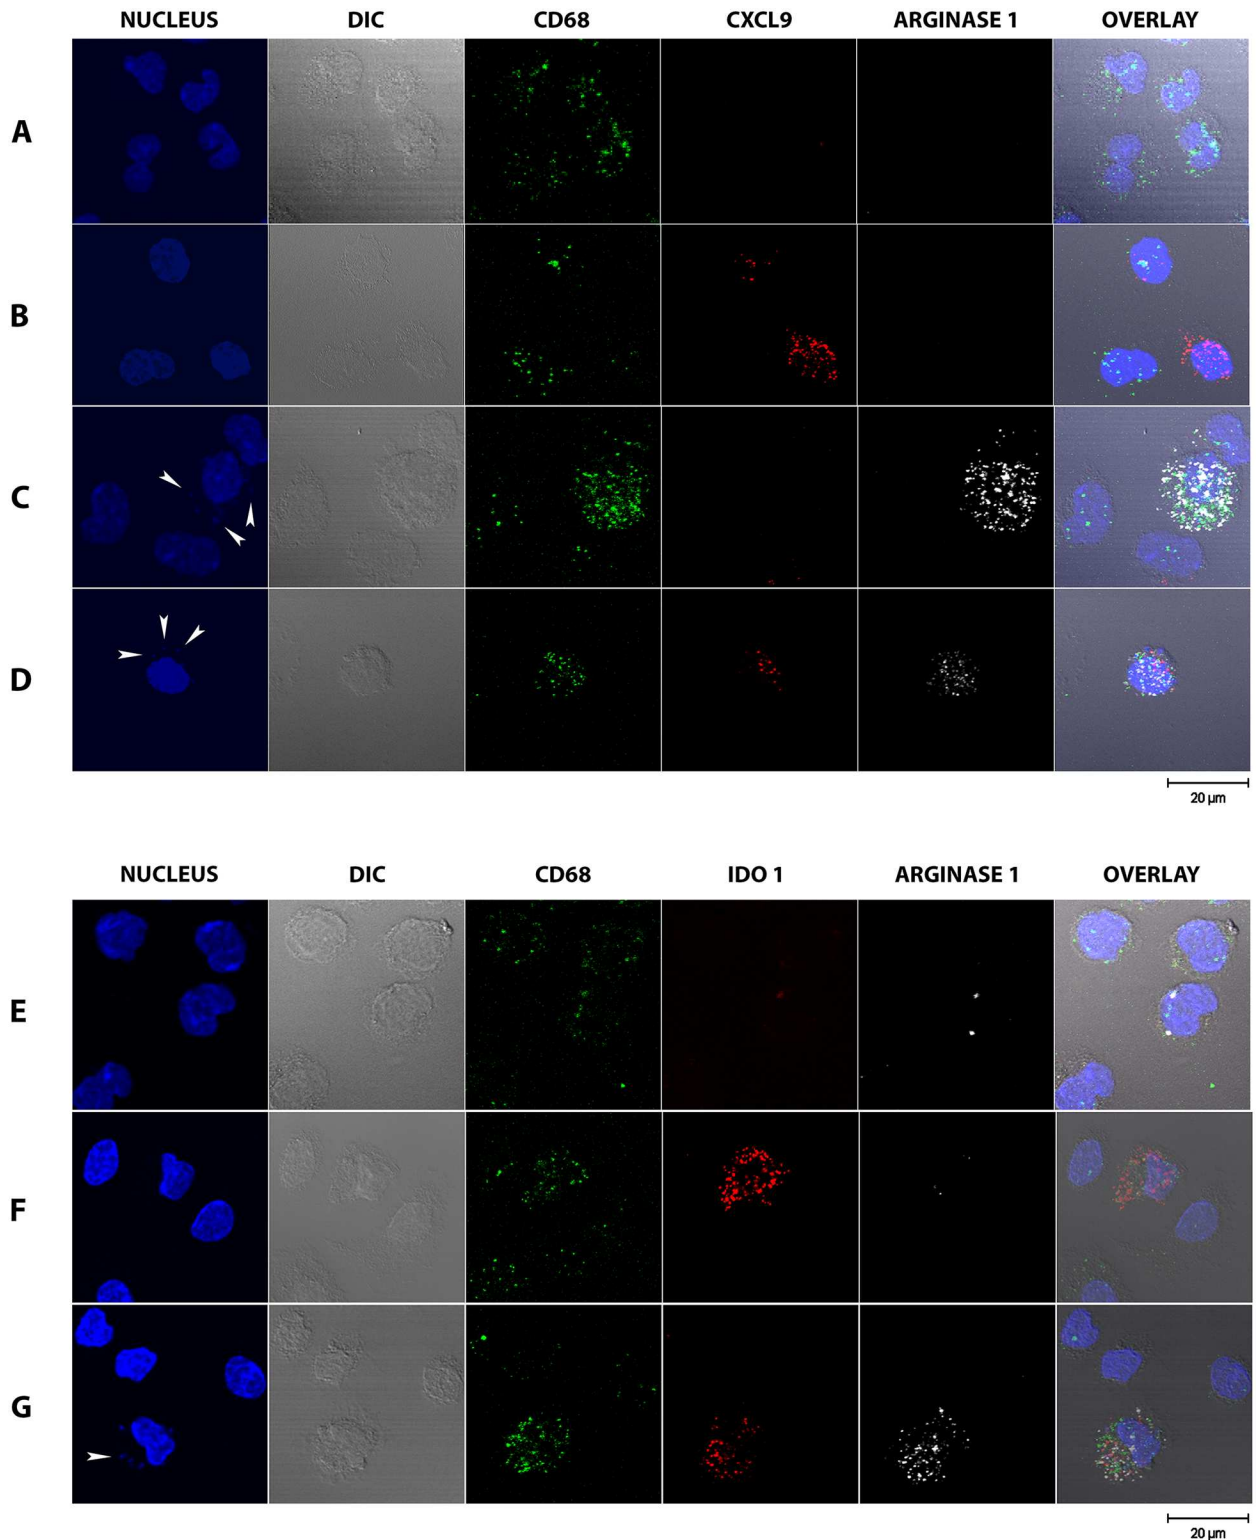 NUCLEUS DIC CD68 CXCL9 ARGINASE 1 OVERLAY
A
B
C
D
20 µm
NUCLEUS DIC CD68 IDO 1 ARGINASE 1 OVERLAY
E
F
G
20 µm